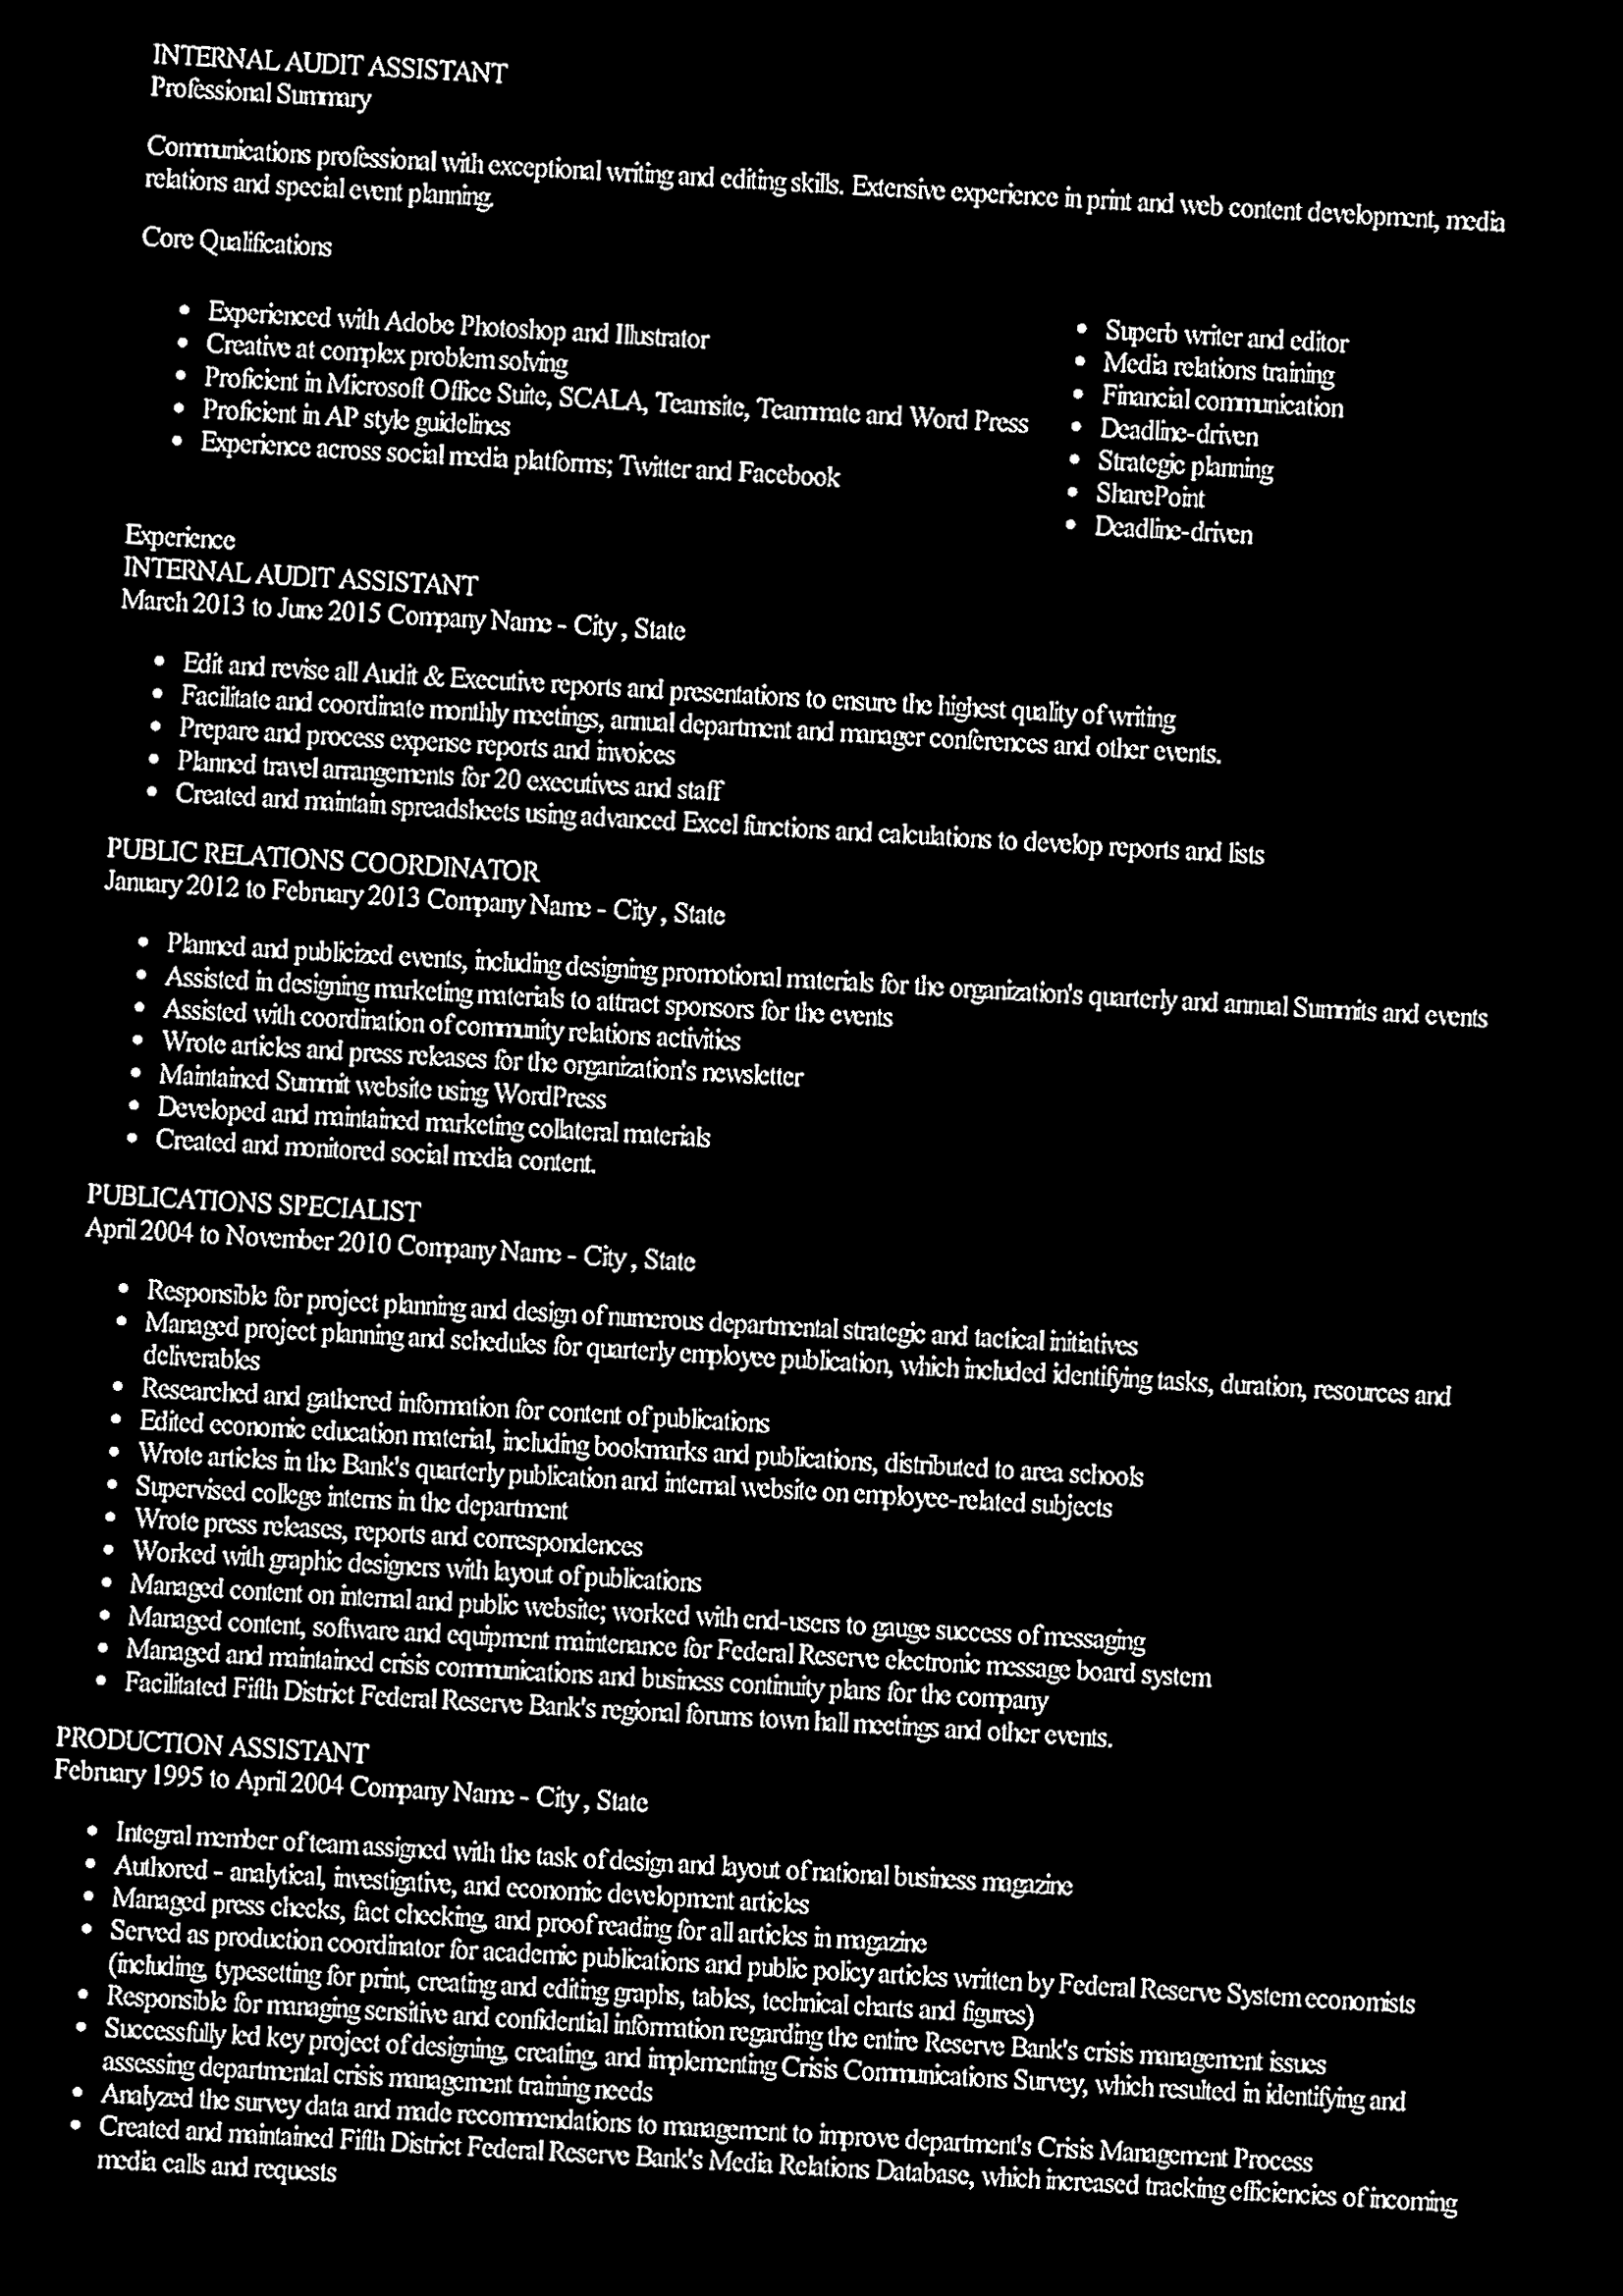 INTERNAL AUDIT ASSISTANT
Professional Summary
Communications professional with exceptional writing and editing skills. Extensive experience in print and web content development, media
relations and special event planning.
Core Qualifications
Experienced with Adobe Photoshop and Illustrator
Creative at complex problem solving
Proficient in Microsoft Office Suite, SCALA, Teamsite, Teammate and Word Press
Proficient in AP style guidelines
Experience across social media platforms; Twitter and Facebook
Superb writer and editor
Media relations training
Financial communication
Deadline-driven
Strategic planning
SharePoint
Deadline-driven
Experience
INTERNAL AUDIT ASSISTANT
March 2013 to June 2015 Company Name - City , State
Edit and revise all Audit & Executive reports and presentations to ensure the highest quality of writing
Facilitate and coordinate monthly meetings, annual department and manager conferences and other events.
Prepare and process expense reports and invoices
Planned travel arrangements for 20 executives and staff
Created and maintain spreadsheets using advanced Excel functions and calculations to develop reports and lists
PUBLIC RELATIONS COORDINATOR
January 2012 to February 2013 Company Name - City , State
Planned and publicized events, including designing promotional materials for the organization's quarterly and annual Summits and events
Assisted in designing marketing materials to attract sponsors for the events
Assisted with coordination of community relations activities
Wrote articles and press releases for the organization's newsletter
Maintained Summit website using WordPress
Developed and maintained marketing collateral materials
Created and monitored social media content.
PUBLICATIONS SPECIALIST
April 2004 to November 2010 Company Name - City , State
Responsible for project planning and design of numerous departmental strategic and tactical initiatives
Managed project planning and schedules for quarterly employee publication, which included identifying tasks, duration, resources and
deliverables
Researched and gathered information for content of publications
Edited economic education material, including bookmarks and publications, distributed to area schools
Wrote articles in the Bank's quarterly publication and internal website on employee-related subjects
Supervised college interns in the department
Wrote press releases, reports and correspondences
Worked with graphic designers with layout of publications
Managed content on internal and public website; worked with end-users to gauge success of messaging
Managed content, software and equipment maintenance for Federal Reserve electronic message board system
Managed and maintained crisis communications and business continuity plans for the company
Facilitated Fifth District Federal Reserve Bank's regional forums town hall meetings and other events.
PRODUCTION ASSISTANT
February 1995 to April 2004 Company Name - City , State
Integral member of team assigned with the task of design and layout of national business magazine
Authored - analytical, investigative, and economic development articles
Managed press checks, fact checking, and proof reading for all articles in magazine
Served as production coordinator for academic publications and public policy articles written by Federal Reserve System economists
(including, typesetting for print, creating and editing graphs, tables, technical charts and figures)
Responsible for managing sensitive and confidential information regarding the entire Reserve Bank's crisis management issues
Successfully led key project of designing, creating, and implementing Crisis Communications Survey, which resulted in identifying and
assessing departmental crisis management training needs
Analyzed the survey data and made recommendations to management to improve department's Crisis Management Process
Created and maintained Fifth District Federal Reserve Bank's Media Relations Database, which increased tracking efficiencies of incoming
media calls and requests